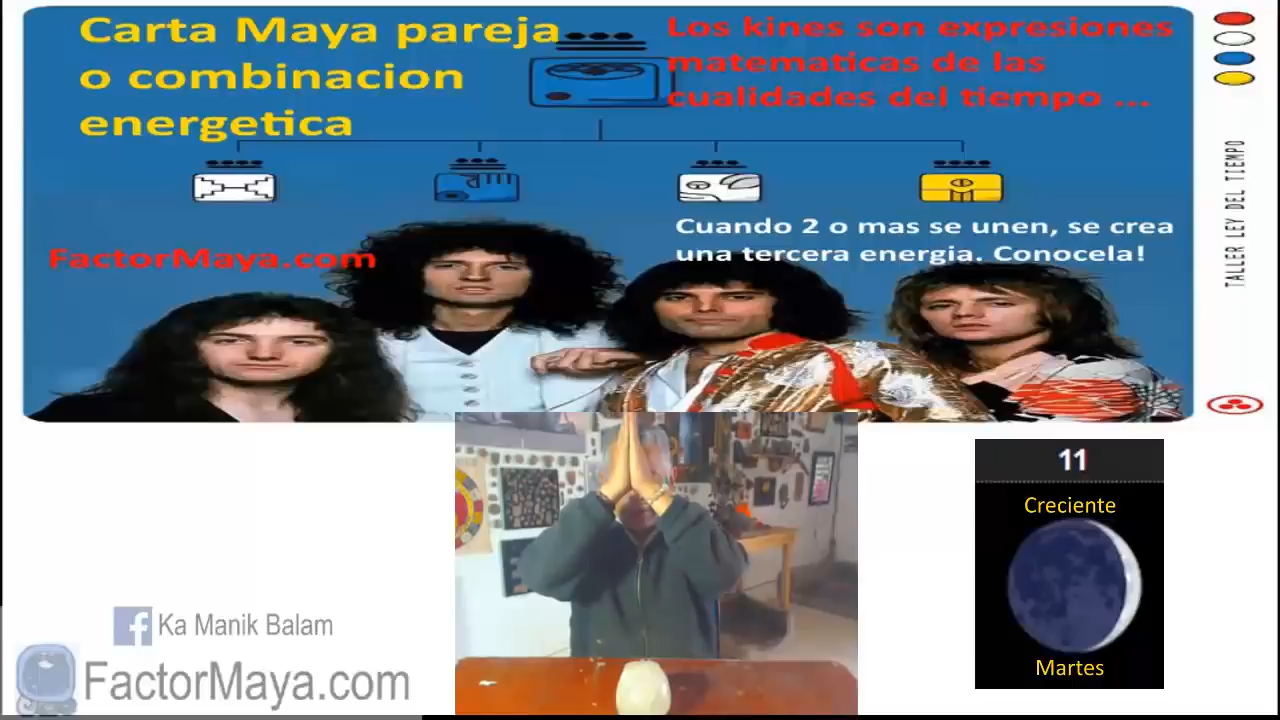 Carta Maya pareja
o combinacion
energetica
Los kines son expresiones
matematicas de las
cualidades del tiempo ...
FactorMaya.com
Cuando 2 o mas se unen, se crea
una tercera energia. Conocela!
TALLER LEY DEL TIEMPO
11
Creciente
Martes
Ka Manik Balam
FactorMaya.com